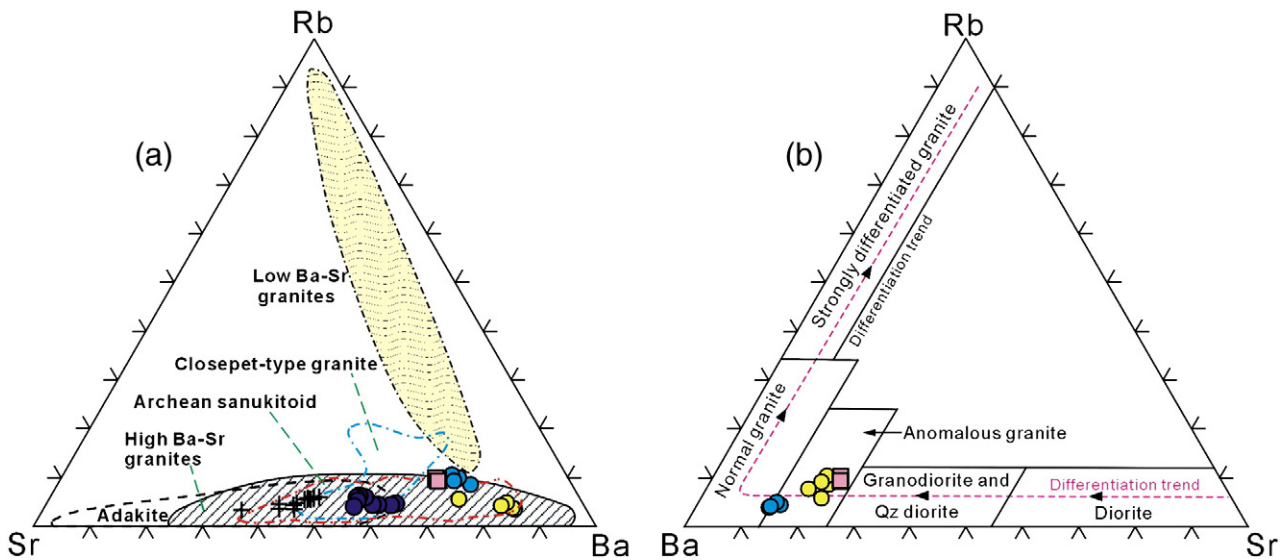 Rb
(a)
Low Ba-Sr
granites
Closepet-type granite
Archean sanukitoid
High Ba-Sr
granites
Adakite
Sr
Ba
Rb
(b)
Strongly differentiated granite
Differentiation trend
Normal granite
Anomalous granite
Granodiorite and
Qz diorite
Differentiation trend
Diorite
Ba
Sr